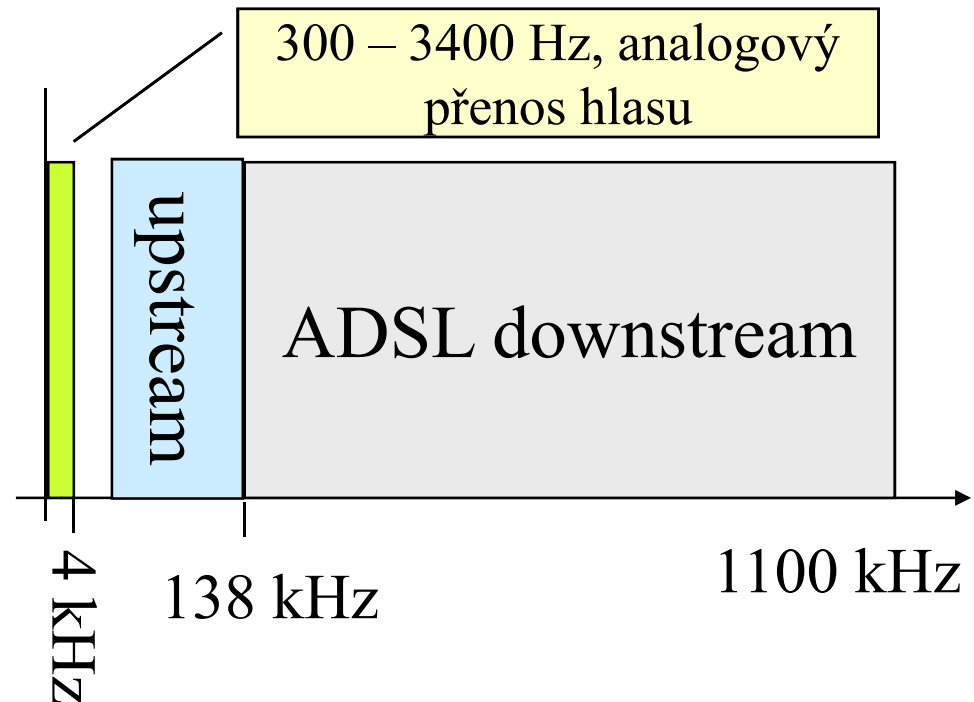 300 – 3400 Hz, analogový
přenos hlasu
upstream
ADSL downstream
4 kHz
138 kHz
1100 kHz